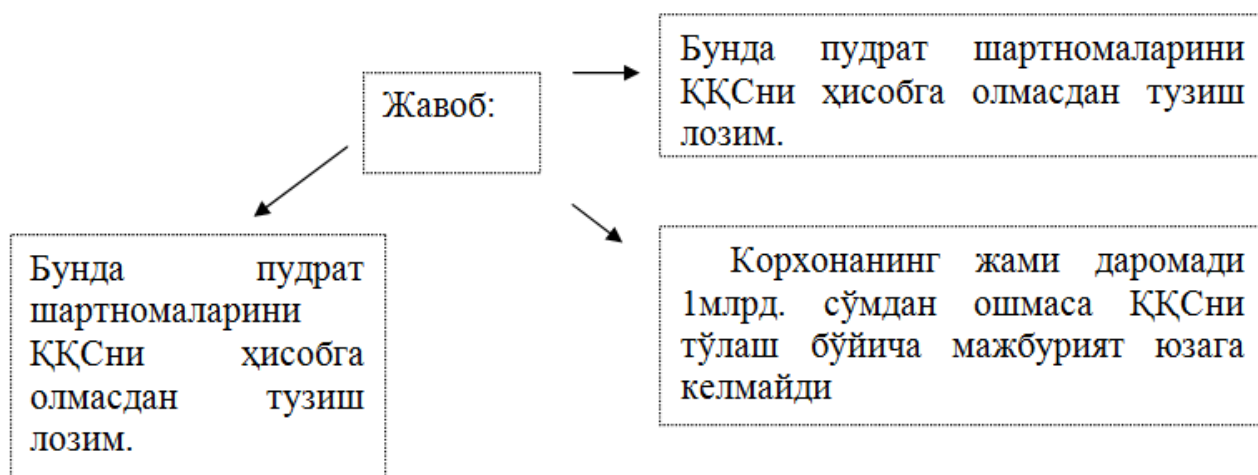 Жавоб:
Бунда пудрат шартномаларини
ҚҚСни ҳисобга олмасдан тузиш
лозим.
Бунда пудрат
шартномаларини
ҚҚСни ҳисобга
олмасдан тузиш
лозим.
Корхонанинг жами даромади
1млрд. сўмдан ошмаса ҚҚСни
тўлаш бўйича мажбурият юзага
келмайди